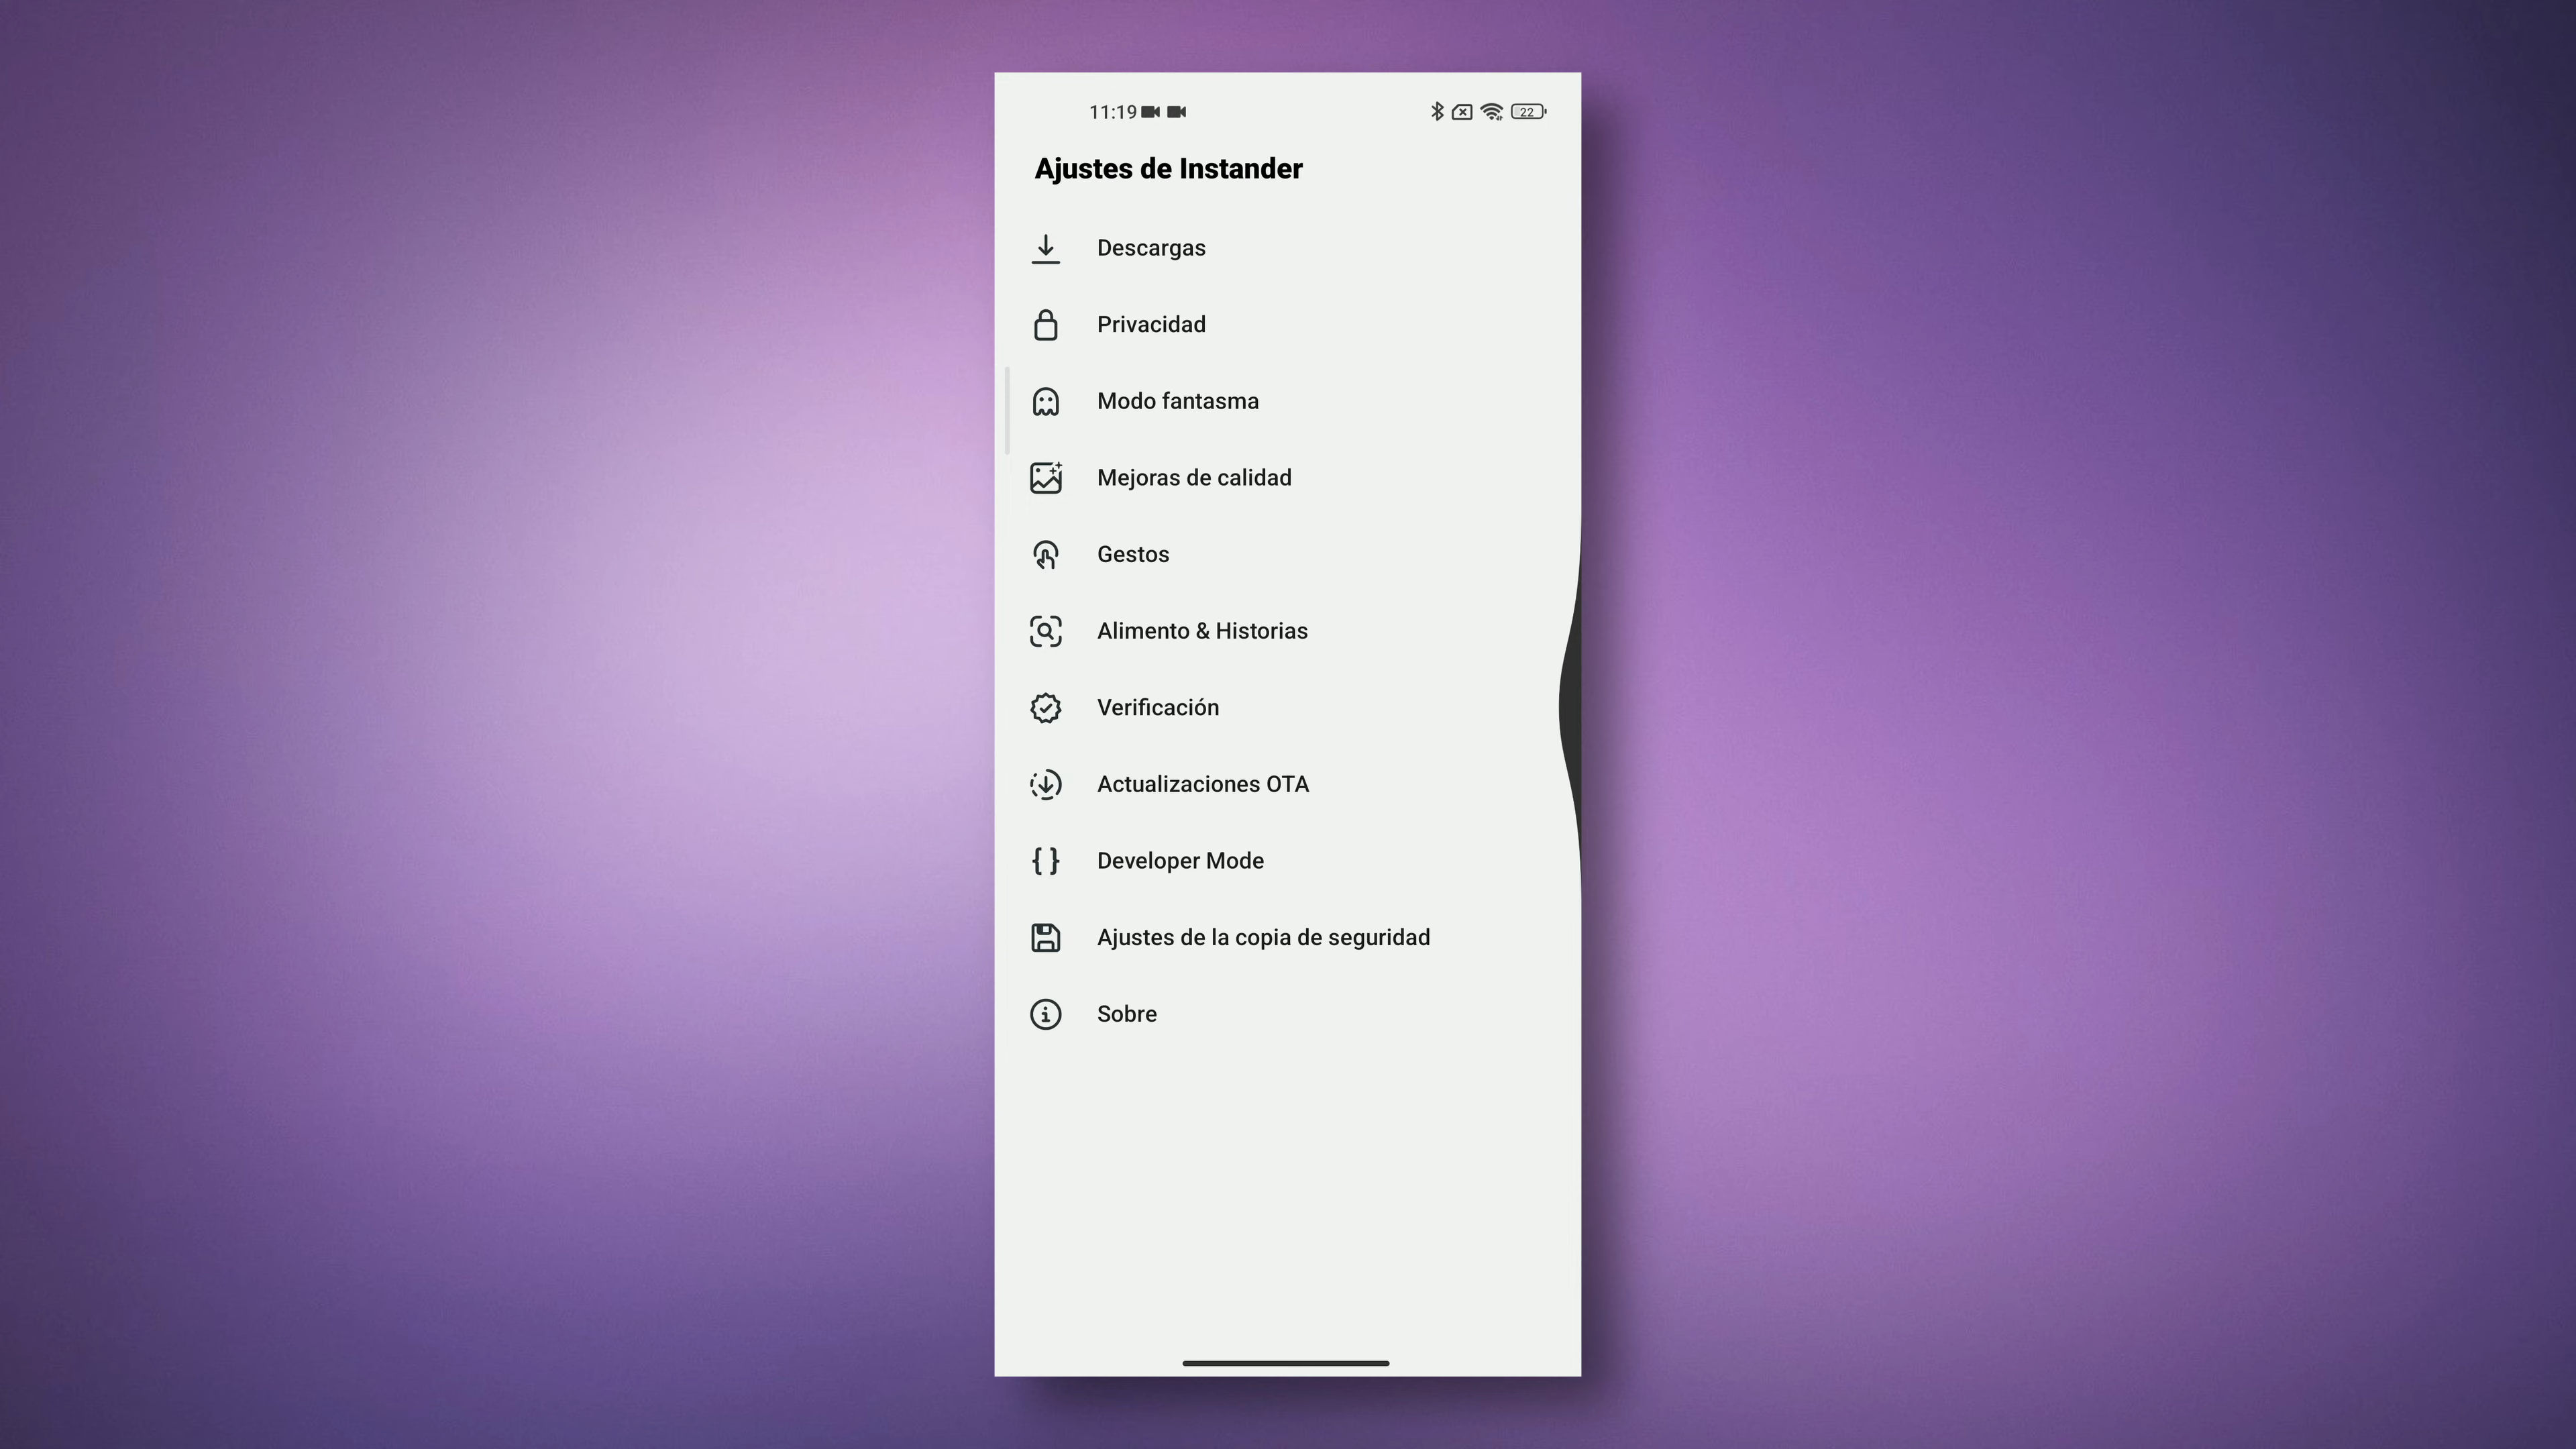 11:19
22
Ajustes de Instander
Descargas
Privacidad
Modo fantasma
Mejoras de calidad
Gestos
Alimento & Historias
Verificación
Actualizaciones OTA
Developer Mode
Ajustes de la copia de seguridad
Sobre